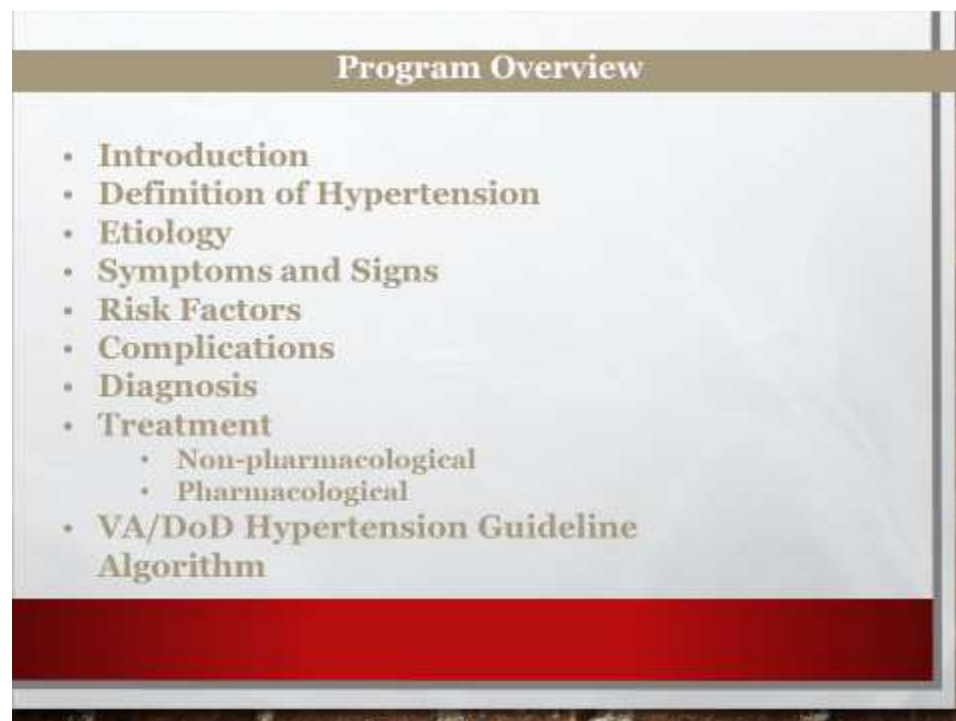 Program Overview
• Introduction
• Definition of Hypertension
• Etiology
• Symptoms and Signs
• Risk Factors
• Complications
• Diagnosis
• Treatment
• Non-pharmacological
• Pharmacological
• VA/DoD Hypertension Guideline
Algorithm